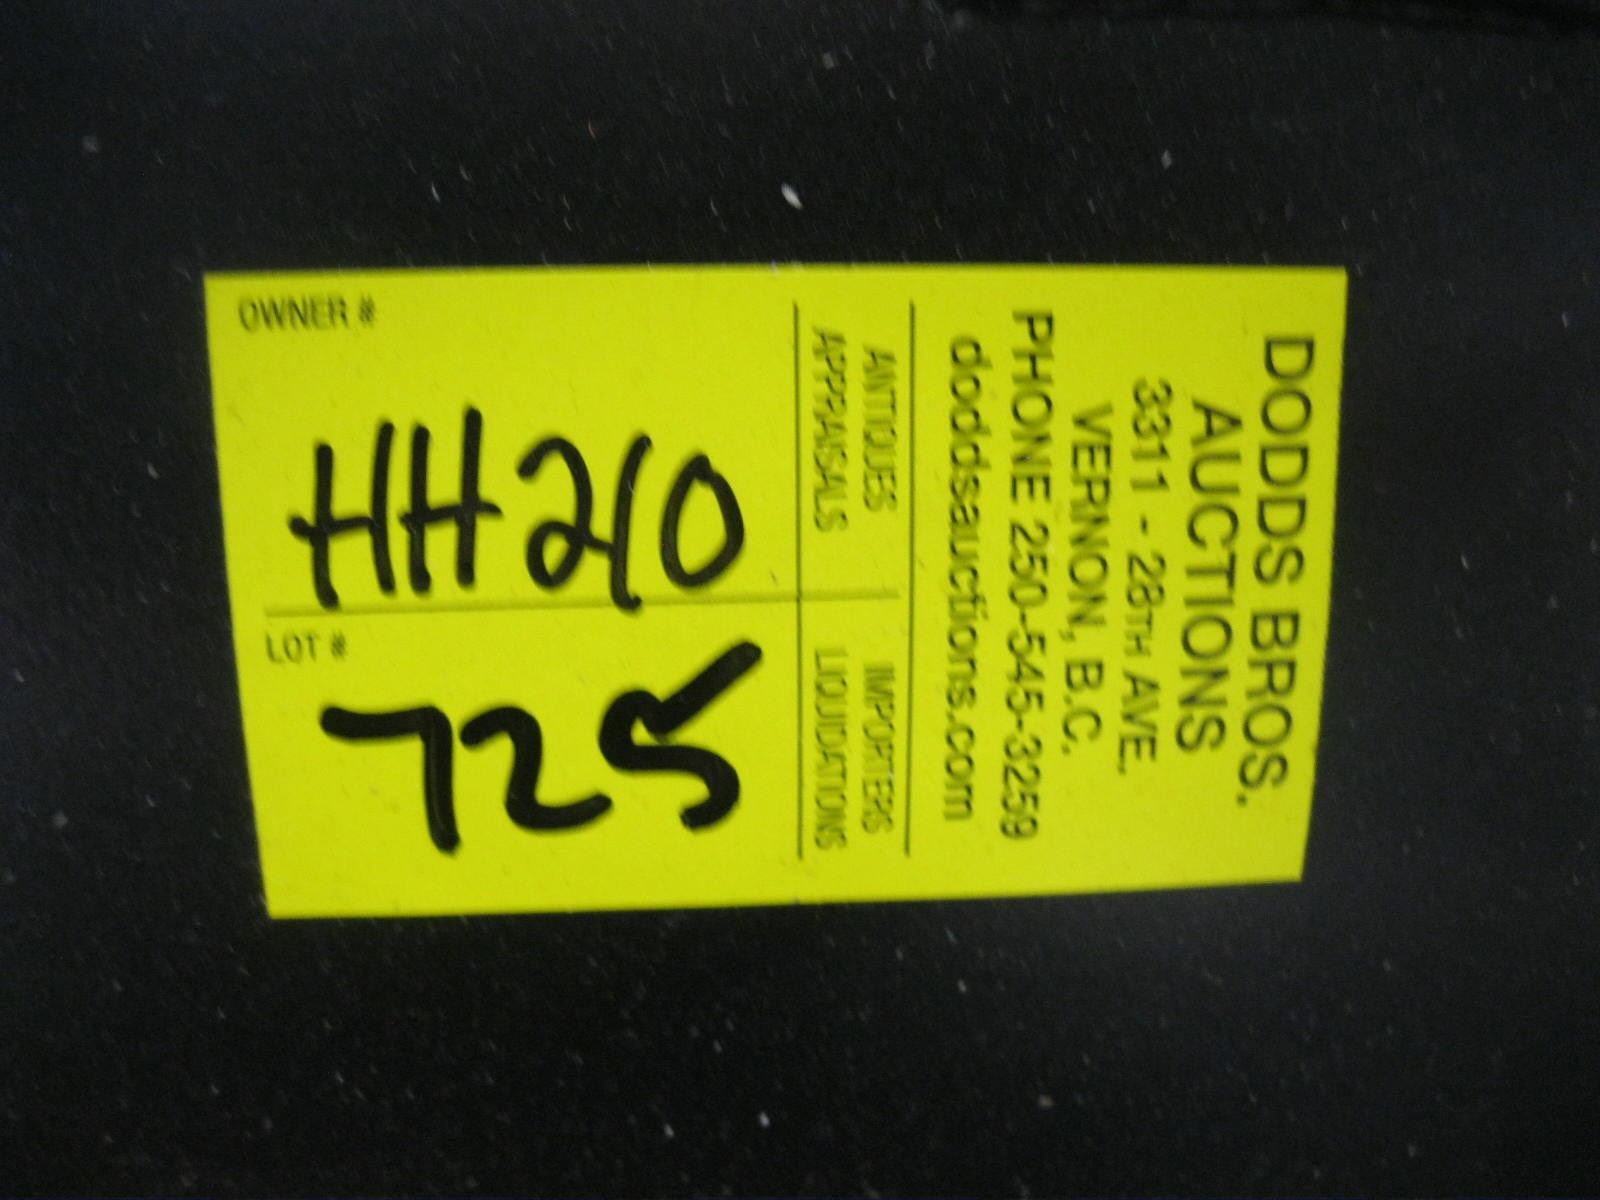 OWNER #
HH210
LOT #
725
DODDS BROS.
AUCTIONS
3311 - 28TH AVE.
VERNON, B.C.
PHONE 250-545-3259
doddsauctions.com
ANTIQUES
APPRAISALS
IMPORTERS
LIQUIDATIONS